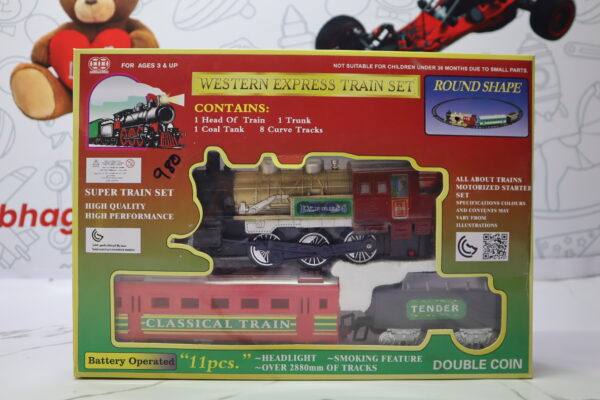 FOR AGES 3 & UP
NOT SUITABLE FOR CHILDREN UNDER 36 MONTHS DUE TO SMALL PARTS.
WESTERN EXPRESS TRAIN SET
ROUND SHAPE
CONTAINS:
1 Head Of Train 1 Trunk
1 Coal Tank 8 Curve Tracks
980
SUPER TRAIN SET
HIGH QUALITY
HIGH PERFORMANCE
ALL ABOUT TRAINS
MOTORIZED STARTER
SET
SPECIFICATIONS COLOURS
AND CONTENTS MAY
VARY FROM
ILLUSTRATIONS
bhag
CLASSICAL TRAIN
TENDER
Battery Operated
"11pcs."
~HEADLIGHT ~SMOKING FEATURE
~OVER 2880mm OF TRACKS
DOUBLE COIN